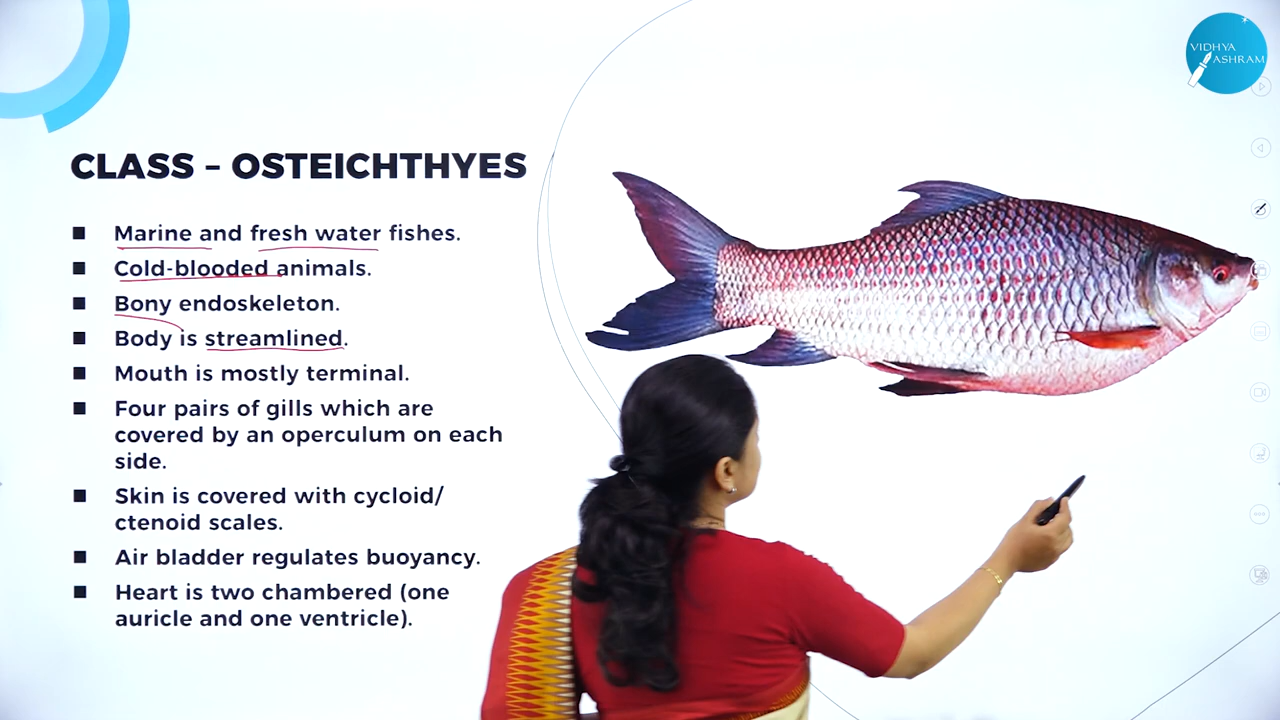 VIDHYA
ASHRAM
CLASS – OSTEICHTHYES
Marine and fresh water fishes.
Cold-blooded animals.
Bony endoskeleton.
Body is streamlined.
Mouth is mostly terminal.
Four pairs of gills which are
covered by an operculum on each
side.
Skin is covered with cycloid/
ctenoid scales.
Air bladder regulates buoyancy.
Heart is two chambered (one
auricle and one ventricle).